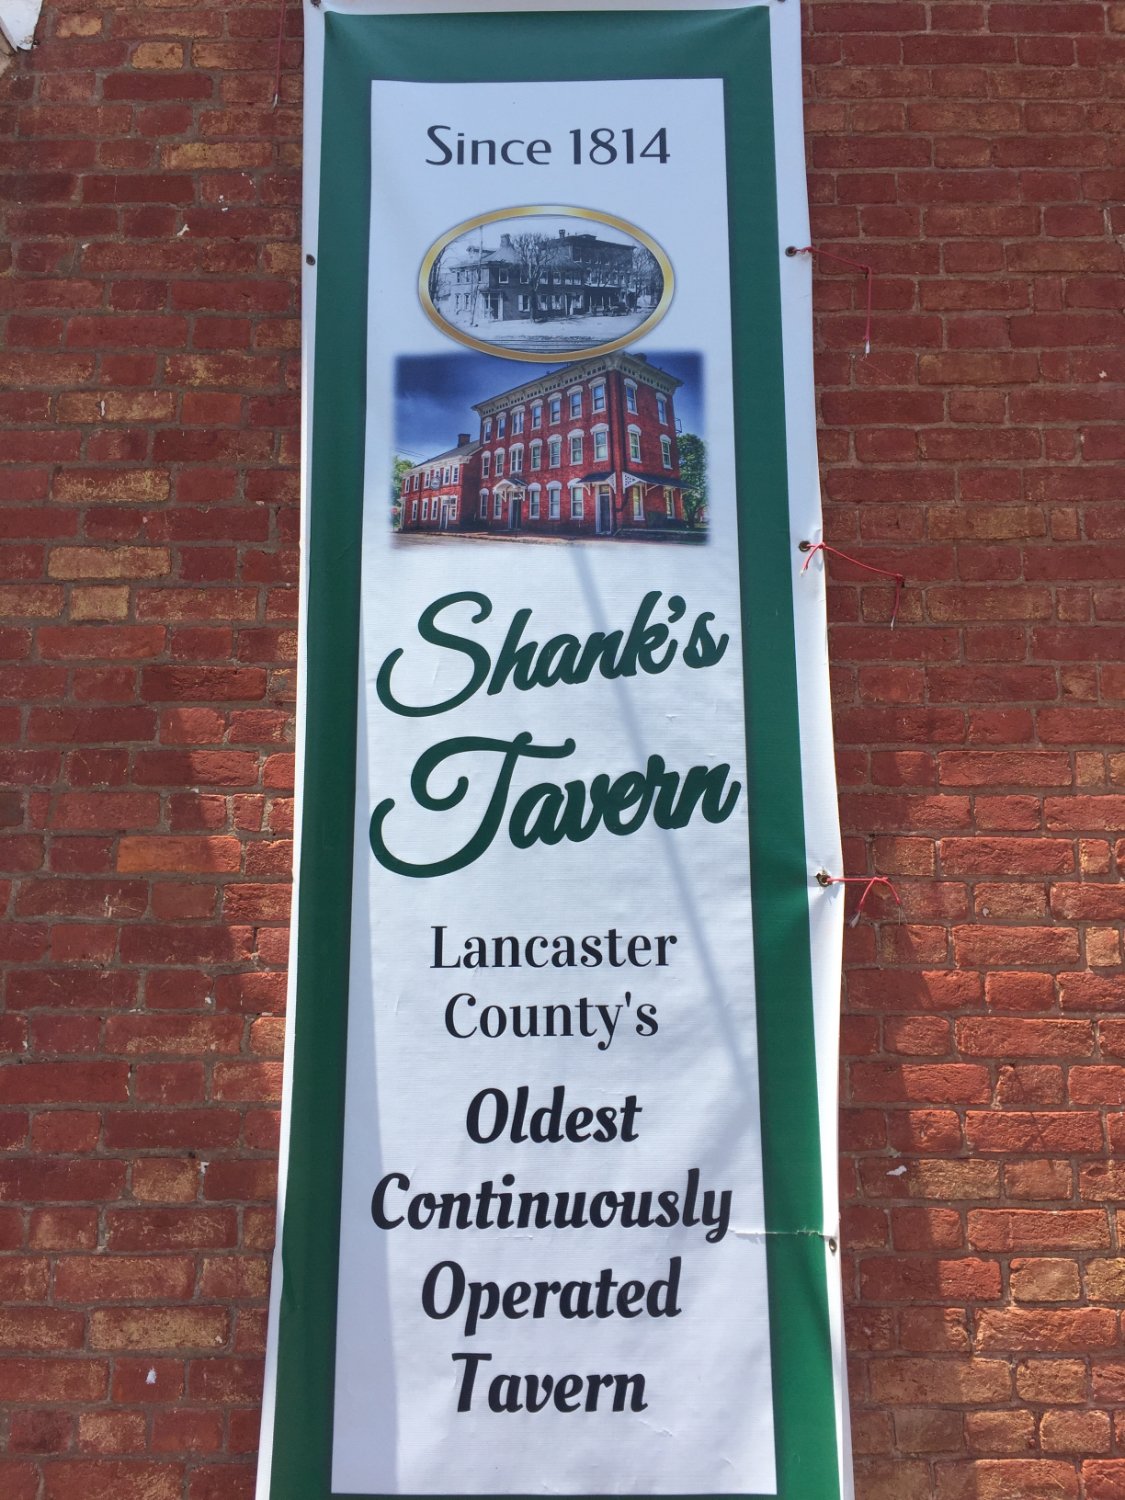 Since 1814
Shank's
Tavern
Lancaster
County's
Oldest
Continuously
Operated
Tavern